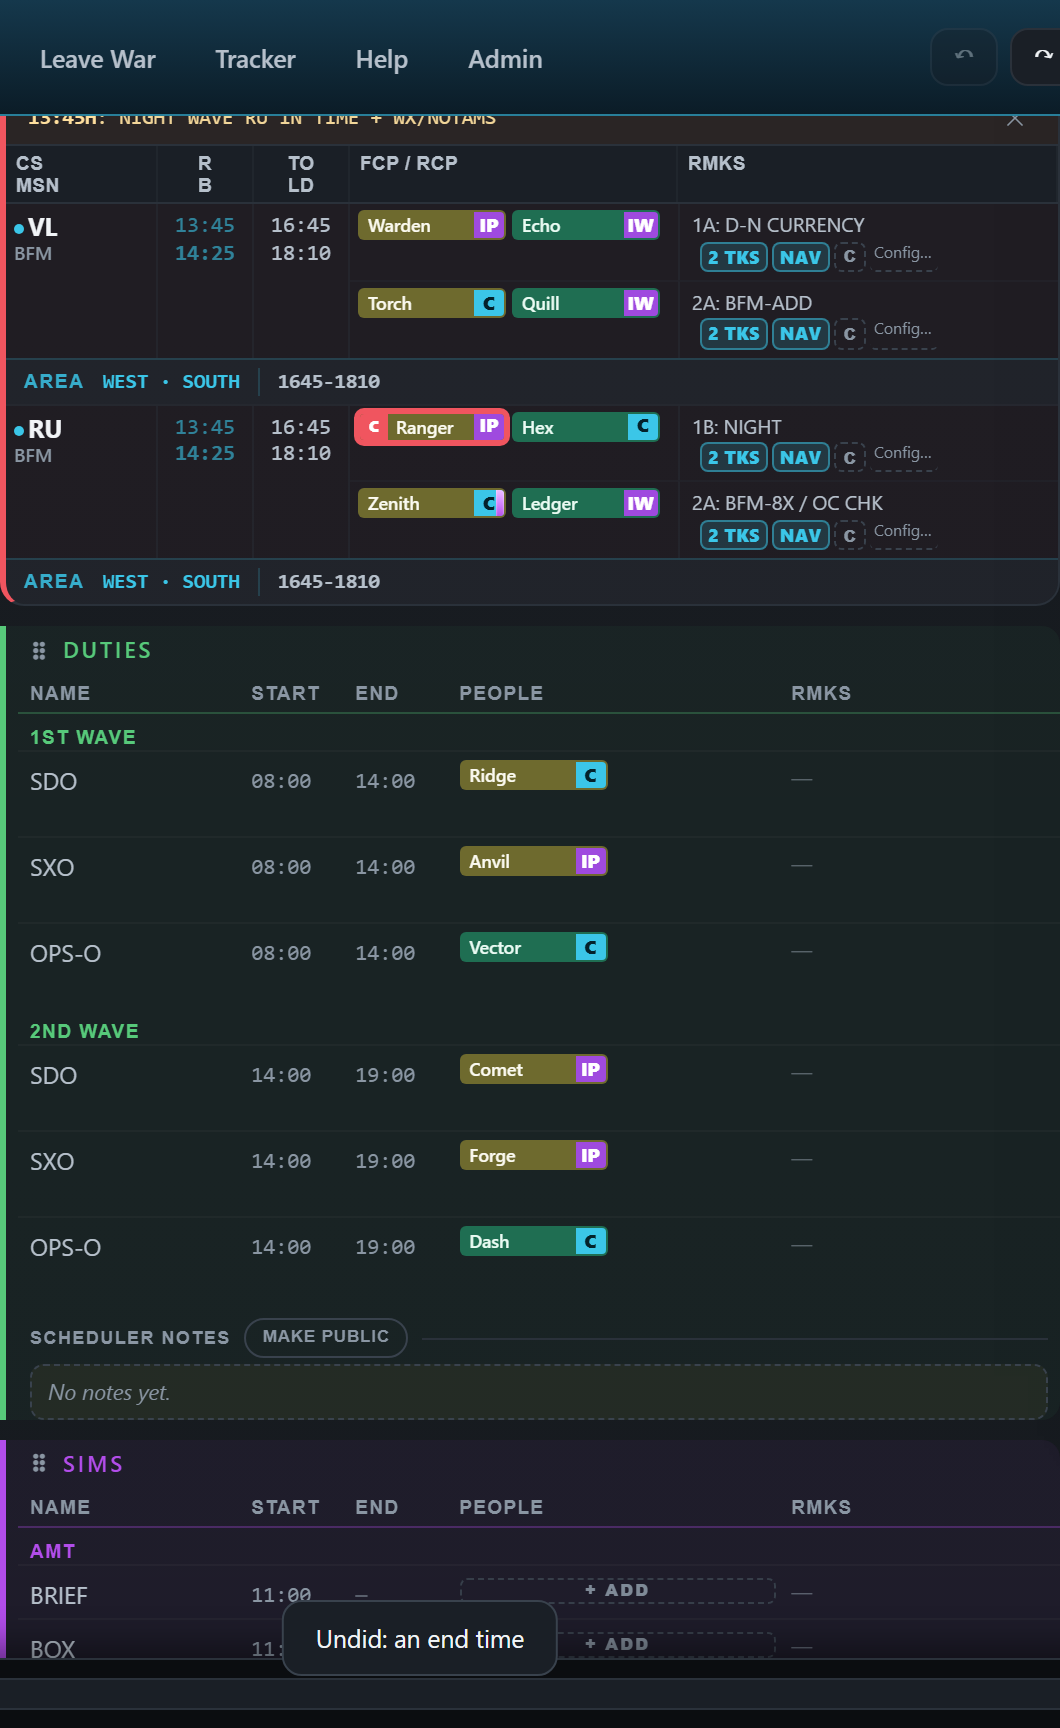 Leave War Tracker Help Admin
13:45H: NIGHT WAVE RU IN TIME + WX/NOTAMS
CS R TO FCP / RCP RMKS
MSN B LD
VL 13:45 16:45 Warden IP Echo IW 1A: D-N CURRENCY
BFM 14:25 18:10 2 TKS NAV C Config...
Torch C Quill IW 2A: BFM-ADD
2 TKS NAV C Config...
AREA WEST · SOUTH 1645-1810
RU 13:45 16:45 C Ranger IP Hex C 1B: NIGHT
BFM 14:25 18:10 2 TKS NAV C Config...
Zenith C Ledger IW 2A: BFM-8X / OC CHK
2 TKS NAV C Config...
AREA WEST · SOUTH 1645-1810
DUTIES
NAME START END PEOPLE RMKS
1ST WAVE
SDO 08:00 14:00 Ridge C —
SXO 08:00 14:00 Anvil IP —
OPS-O 08:00 14:00 Vector C —
2ND WAVE
SDO 14:00 19:00 Comet IP —
SXO 14:00 19:00 Forge IP —
OPS-O 14:00 19:00 Dash C —
SCHEDULER NOTES MAKE PUBLIC
No notes yet.
SIMS
NAME START END PEOPLE RMKS
AMT
BRIEF 11:00 — + ADD —
BOX 11: + ADD —
Undid: an end time